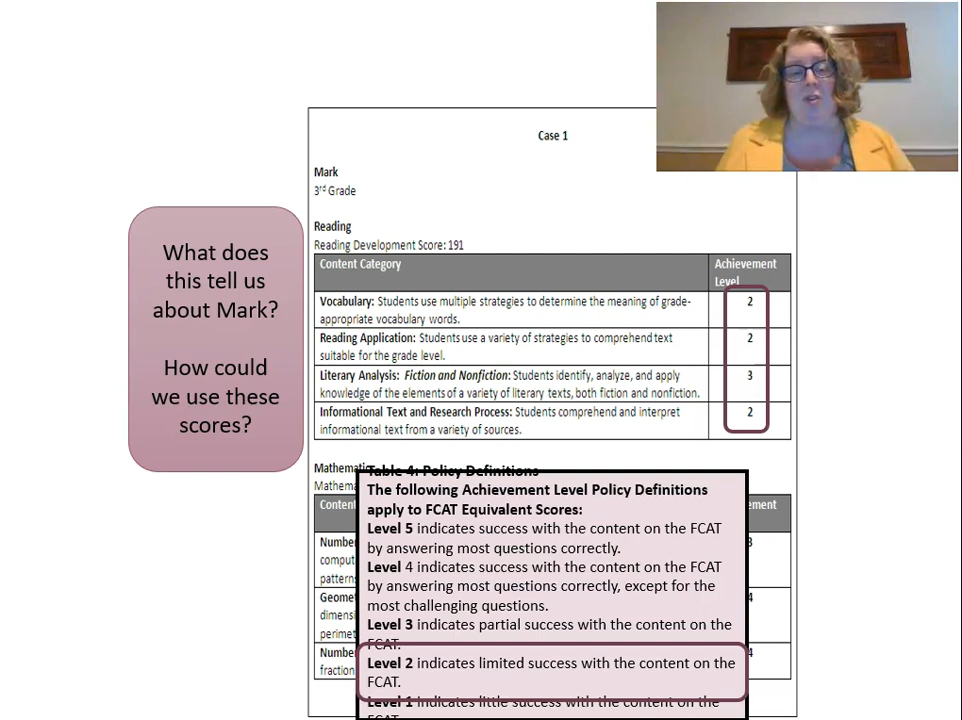 Case 1
Mark
3rd Grade
Reading
Reading Development Score: 191
Content Category
Achievement
Level
Vocabulary: Students use multiple strategies to determine the meaning of grade-
appropriate vocabulary words.
2
Reading Application: Students use a variety of strategies to comprehend text
suitable for the grade level.
2
Literary Analysis: Fiction and Nonfiction: Students identify, analyze, and apply
knowledge of the elements of a variety of literary texts, both fiction and nonfiction.
3
Informational Text and Research Process: Students comprehend and interpret
informational text from a variety of sources.
2
What does
this tell us
about Mark?
How could
we use these
scores?
Table 4: Policy Definitions
The following Achievement Level Policy Definitions
apply to FCAT Equivalent Scores:
Level 5 indicates success with the content on the FCAT
by answering most questions correctly.
Level 4 indicates success with the content on the FCAT
by answering most questions correctly, except for the
most challenging questions.
Level 3 indicates partial success with the content on the
FCAT.
Level 2 indicates limited success with the content on the
FCAT.
Level 1 indicates little success with the content on the
FCAT.